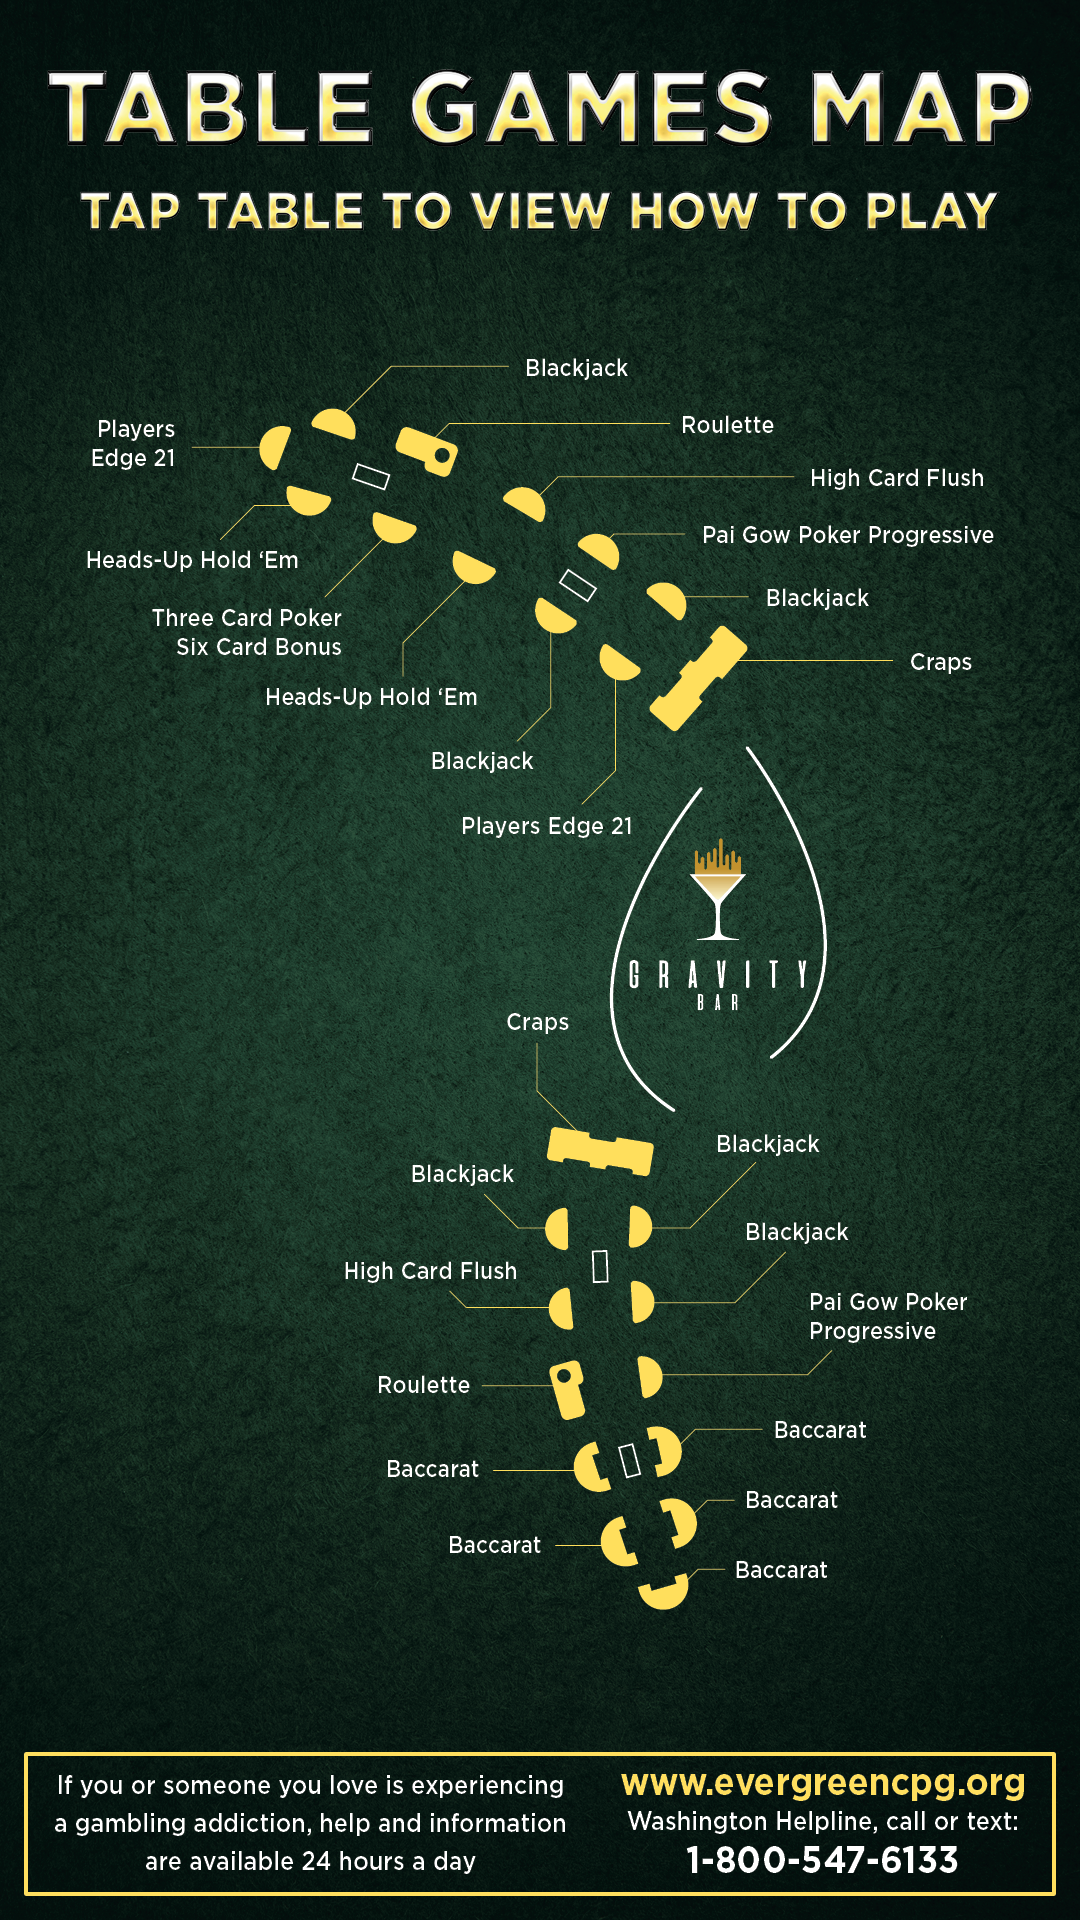 TABLE GAMES MAP
TAP TABLE TO VIEW HOW TO PLAY
Blackjack
Players
Edge 21
Roulette
High Card Flush
Pai Gow Poker Progressive
Heads-Up Hold ‘Em
Blackjack
Three Card Poker
Six Card Bonus
Craps
Heads-Up Hold ‘Em
Blackjack
Players Edge 21
GRAVITY
BAR
Craps
Blackjack
Blackjack
Blackjack
High Card Flush
Pai Gow Poker
Progressive
Roulette
Baccarat
Baccarat
Baccarat
Baccarat
Baccarat
If you or someone you love is experiencing
a gambling addiction, help and information
are available 24 hours a day
www.evergreencpg.org
Washington Helpline, call or text:
1-800-547-6133